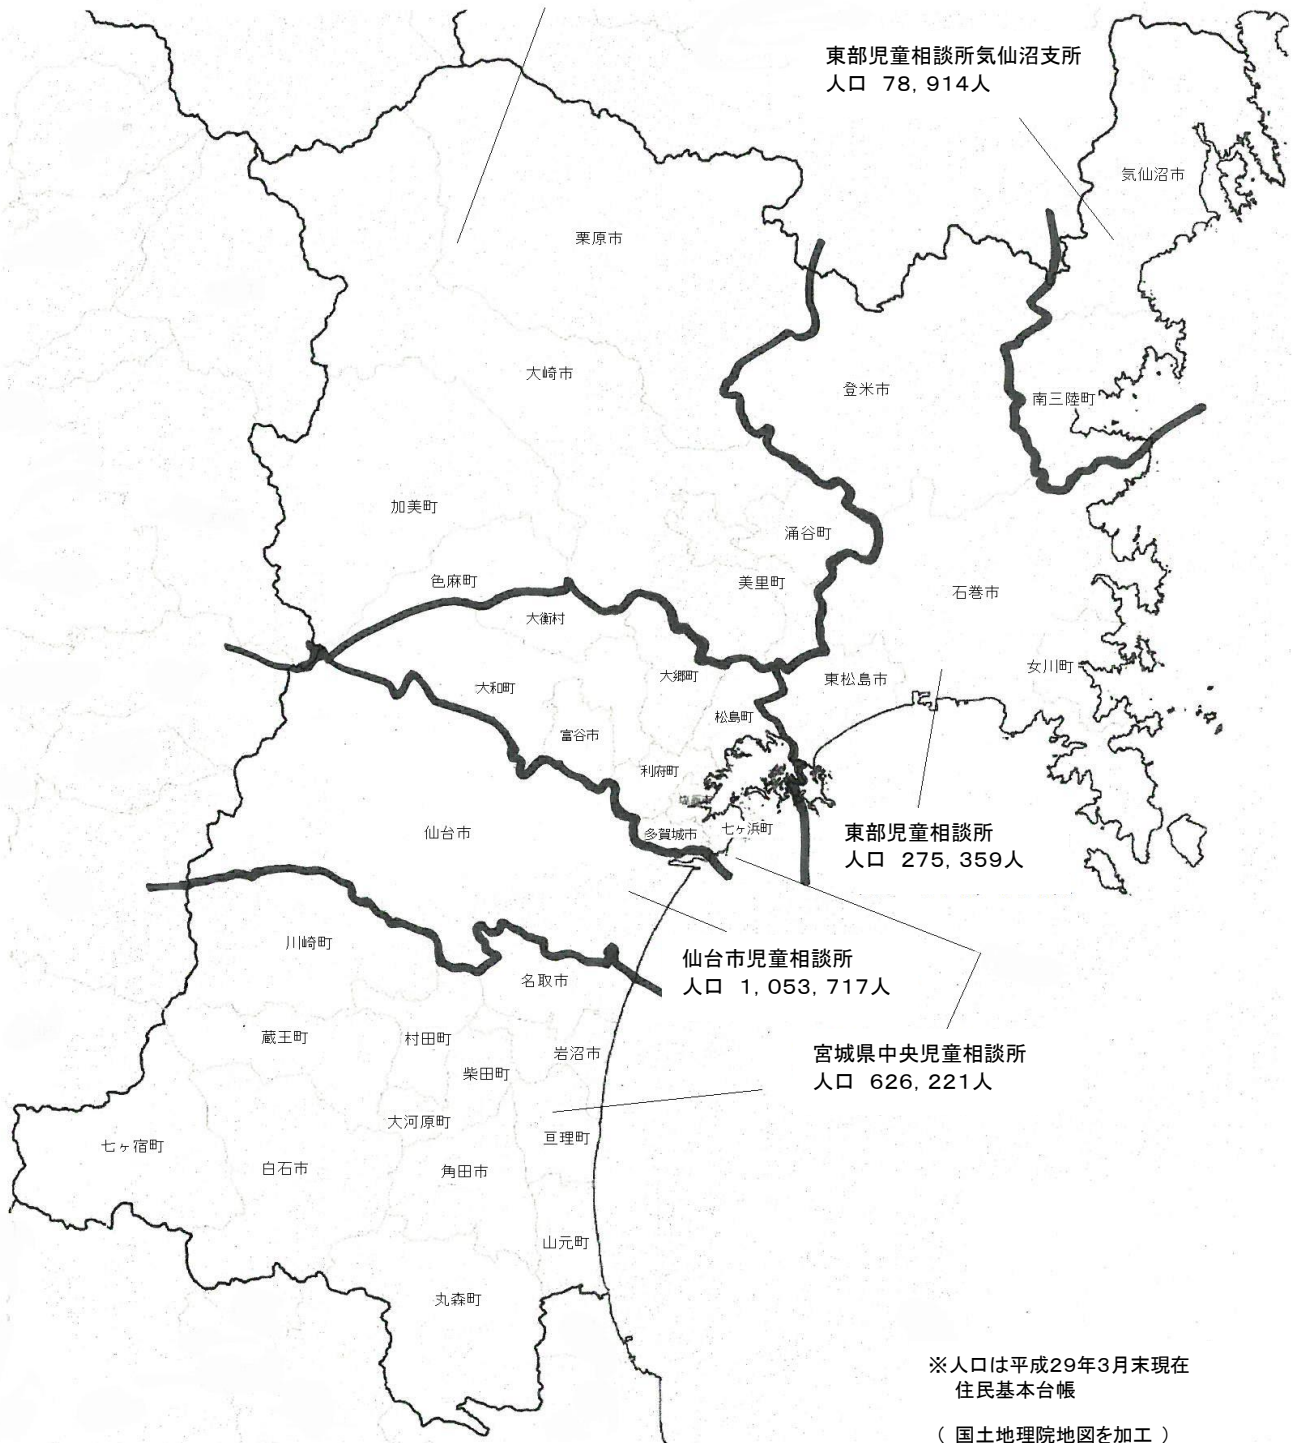 東部児童相談所気仙沼支所
人口 78,914人
気仙沼市
栗原市
大崎市
登米市
南三陸町
加美町
涌谷町
色麻町
美里町
石巻市
大衡村
大郷町
女川町
東松島市
大和町
松島町
富谷市
利府町
多賀城市
七ヶ浜町
仙台市
東部児童相談所
人口 275,359人
川崎町
仙台市児童相談所
人口 1,053,717人
名取市
蔵王町
村田町
岩沼市
宮城県中央児童相談所
人口 626,221人
柴田町
大河原町
亘理町
七ヶ宿町
白石市
角田市
山元町
丸森町
※人口は平成29年3月末現在
住民基本台帳
( 国土地理院地図を加工 )